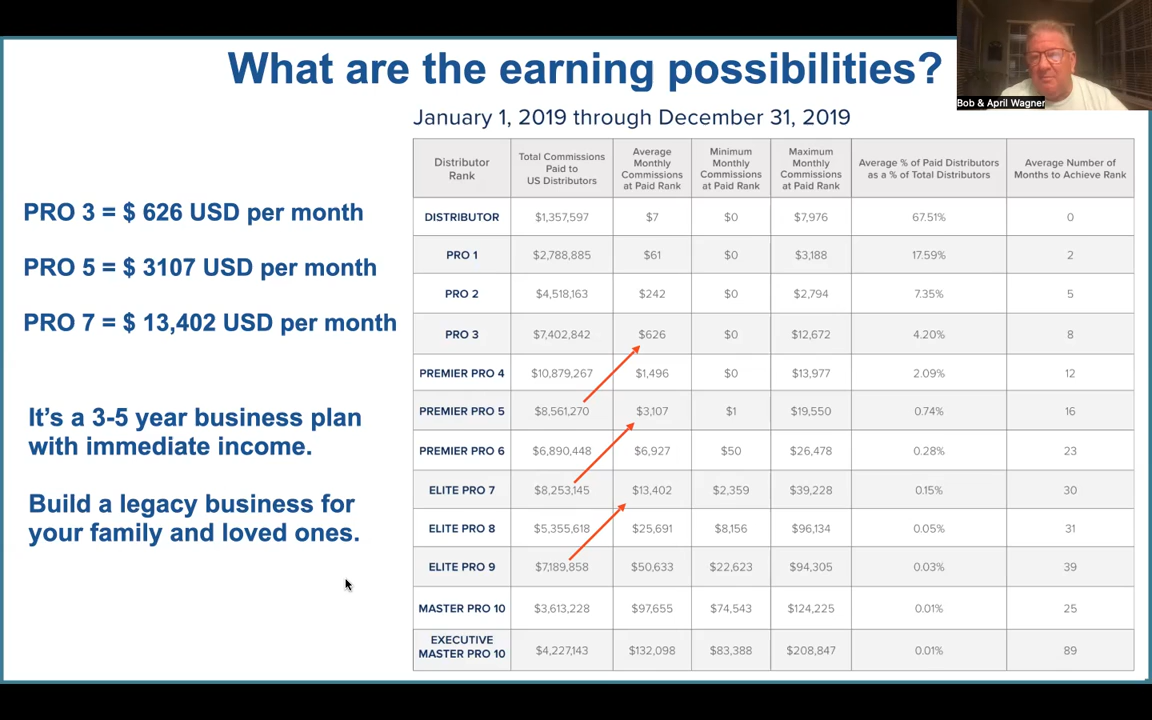 What are the earning possibilities?
Bob & April Wagner
January 1, 2019 through December 31, 2019
PRO 3 = $ 626 USD per month
PRO 5 = $ 3107 USD per month
PRO 7 = $ 13,402 USD per month
It's a 3-5 year business plan
with immediate income.
Build a legacy business for
your family and loved ones.
Distributor Rank | Total Commissions Paid to US Distributors | Average Monthly Commissions at Paid Rank | Minimum Monthly Commissions at Paid Rank | Maximum Monthly Commissions at Paid Rank | Average % of Paid Distributors as a % of Total Distributors | Average Number of Months to Achieve Rank
DISTRIBUTOR $1,357,597 $7 $0 $7,976 67.51% 0
PRO 1 $2,788,885 $61 $0 $3,188 17.59% 2
PRO 2 $4,518,163 $242 $0 $2,794 7.35% 5
PRO 3 $7,402,842 $626 $0 $12,672 4.20% 8
PREMIER PRO 4 $10,879,267 $1,496 $0 $13,977 2.09% 12
PREMIER PRO 5 $8,561,270 $3,107 $1 $19,550 0.74% 16
PREMIER PRO 6 $6,890,448 $6,927 $50 $26,478 0.28% 23
ELITE PRO 7 $8,253,145 $13,402 $2,359 $39,228 0.15% 30
ELITE PRO 8 $5,355,618 $25,691 $8,156 $96,134 0.05% 31
ELITE PRO 9 $7,189,858 $50,633 $22,623 $94,305 0.03% 39
MASTER PRO 10 $3,613,228 $97,655 $74,543 $124,225 0.01% 25
EXECUTIVE MASTER PRO 10 $4,227,143 $132,098 $83,388 $208,847 0.01% 89